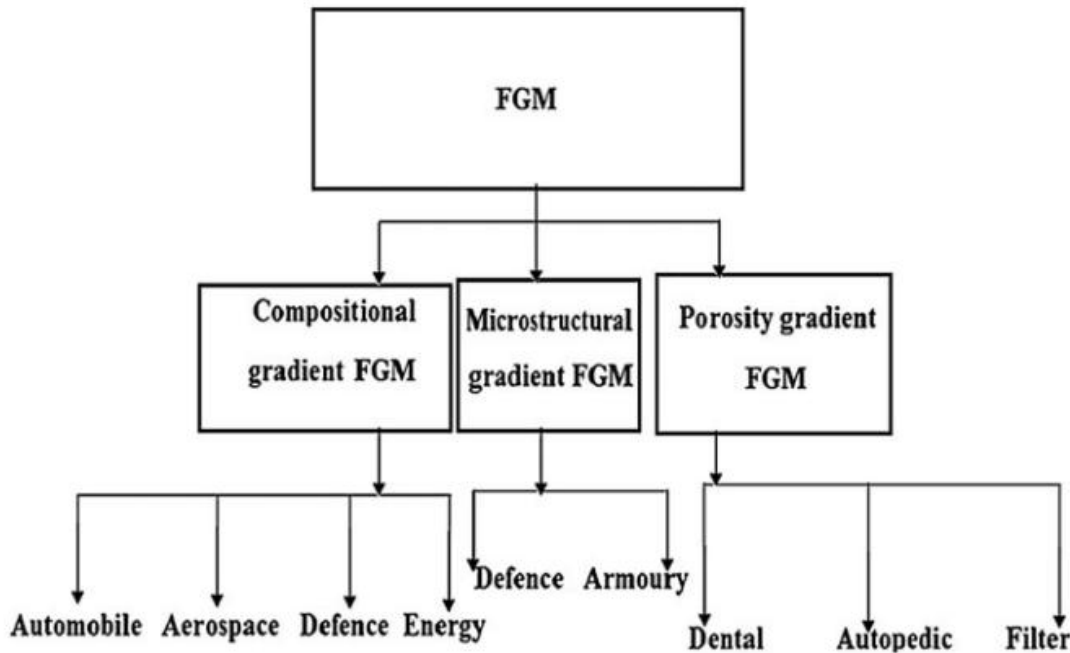 FGM
Compositional
gradient FGM
Microstructural
gradient FGM
Porosity gradient
FGM
Automobile
Aerospace
Defence
Energy
Defence
Armoury
Dental
Autopedic
Filter